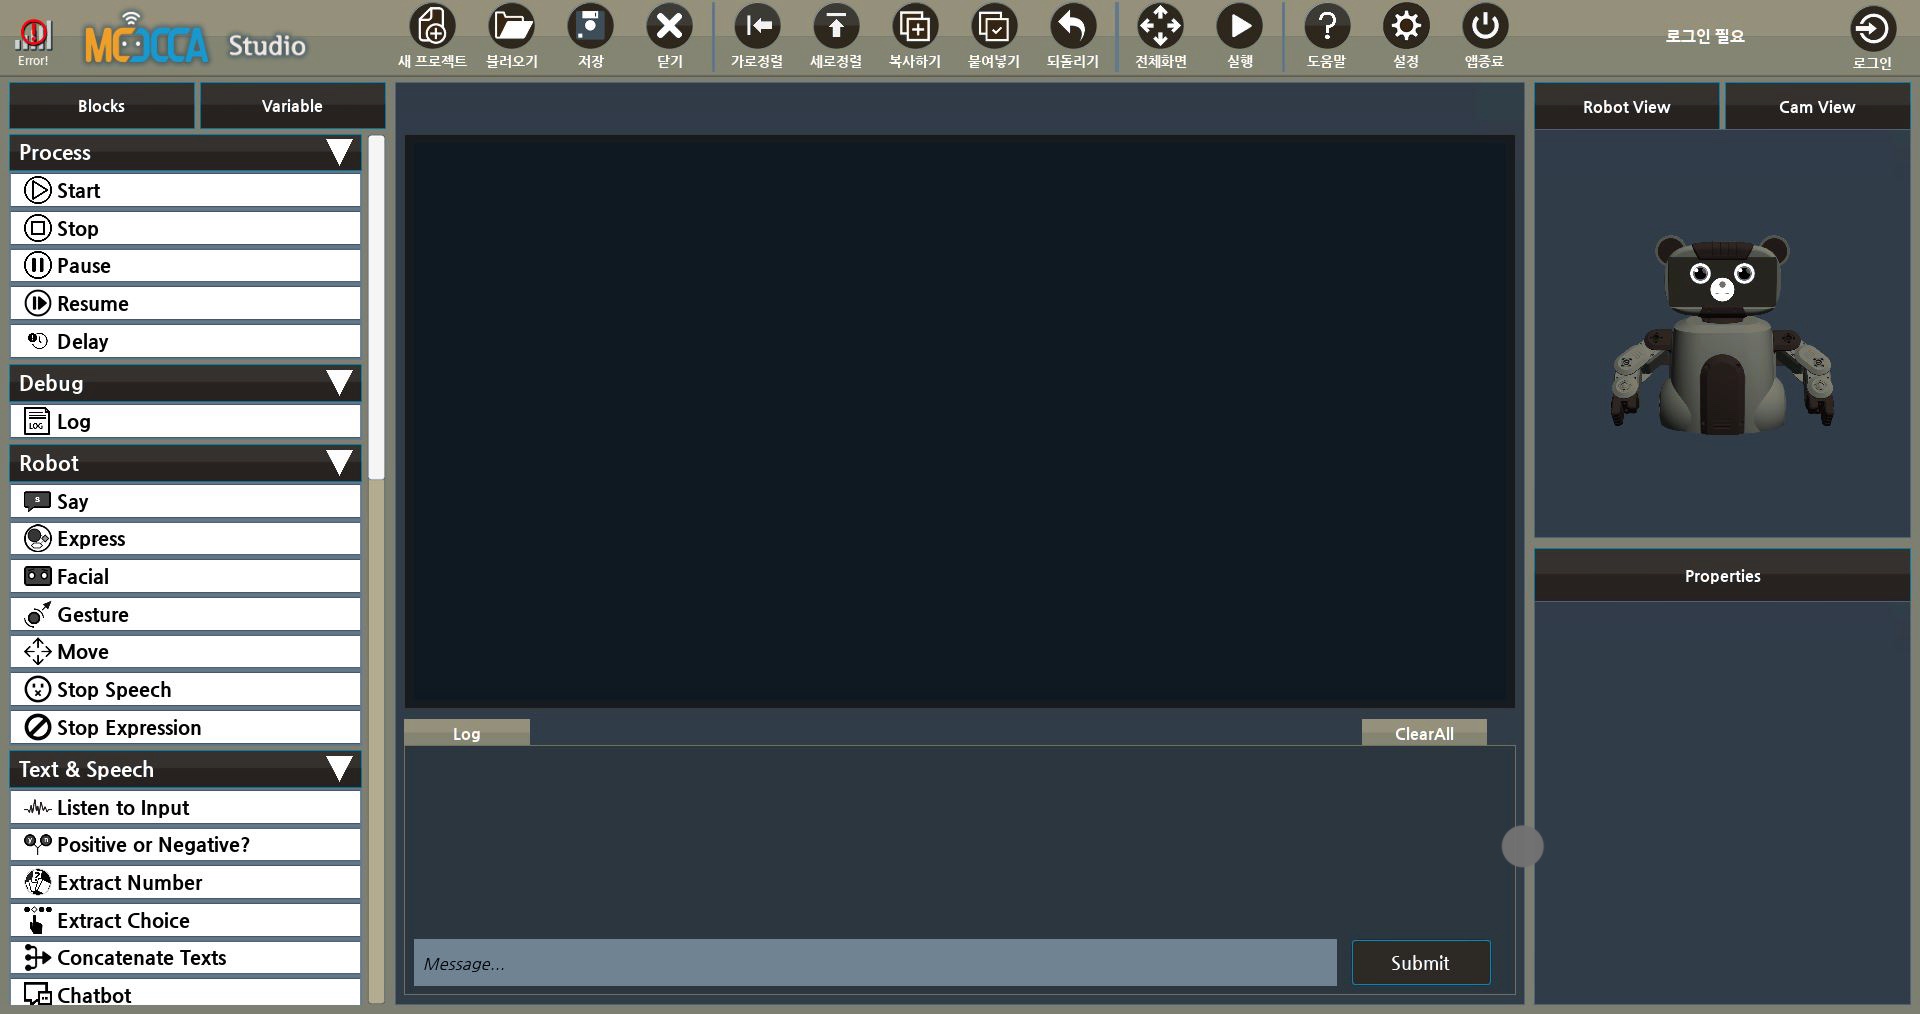 Error!
MOCCA Studio
새 프로젝트
불러오기
저장
닫기
가로정렬
세로정렬
복사하기
붙여넣기
되돌리기
전체화면
실행
도움말
설정
앱종료
로그인 필요
로그인
Blocks
Variable
Process
Start
Stop
Pause
Resume
Delay
Debug
LOG
Log
Robot
S
Say
Express
Facial
Gesture
Move
Stop Speech
Stop Expression
Text & Speech
Listen to Input
Positive or Negative?
Extract Number
Extract Choice
Concatenate Texts
Chatbot
Log
ClearAll
Message...
Submit
Robot View
Cam View
Properties